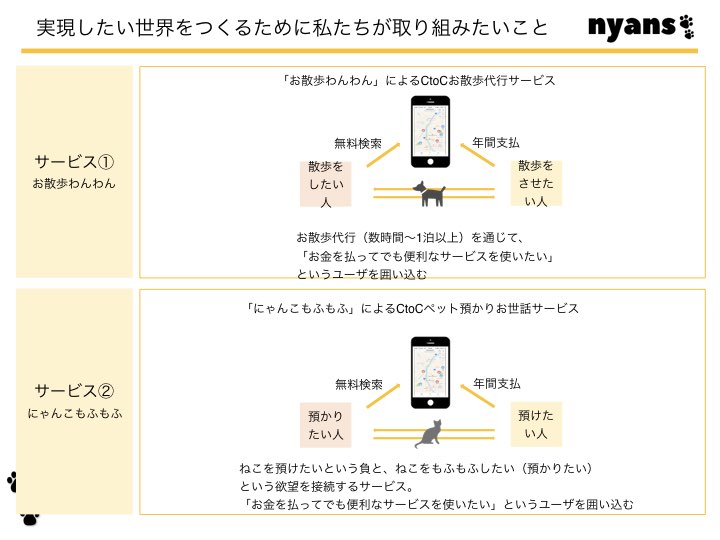 実現したい世界をつくるために私たちが取り組みたいこと
nyans
「お散歩わんわん」によるCtoCお散歩代行サービス
無料検索
年間支払
サービス①
お散歩わんわん
散歩を
したい
人
散歩を
させた
い人
お散歩代行（数時間〜1泊以上）を通じて、
「お金を払ってでも便利なサービスを使いたい」
というユーザを囲い込む
「にゃんこもふもふ」によるCtoCペット預かりお世話サービス
無料検索
年間支払
サービス②
にゃんこもふもふ
預かり
たい人
預けた
い人
ねこを預けたいという負と、ねこをもふもふしたい（預かりたい）
という欲望を接続するサービス。
「お金を払ってでも便利なサービスを使いたい」というユーザを囲い込む